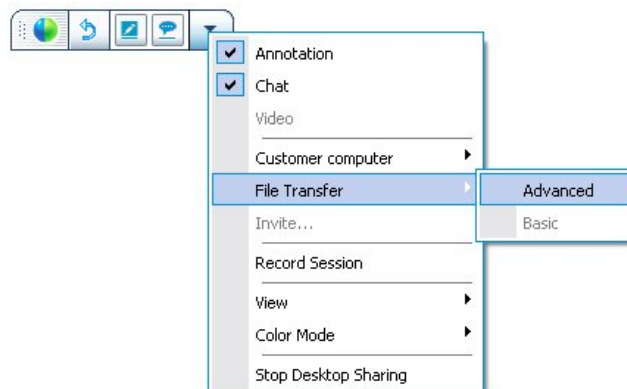 Annotation
Chat
Video
Customer computer
File Transfer
Advanced
Invite...
Basic
Record Session
View
Color Mode
Stop Desktop Sharing